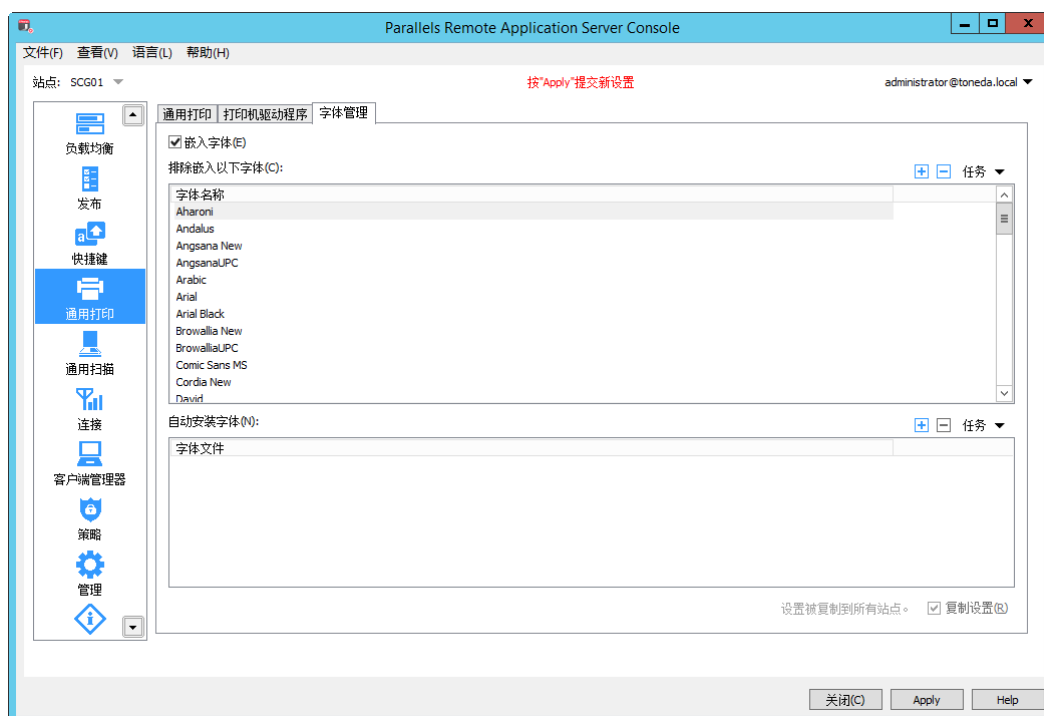 Parallels Remote Application Server Console
文件(F) 查看(V) 语言(L) 帮助(H)
站点: SCG01
按"Apply"提交新设置
administrator@toneda.local
负载均衡
发布
快捷键
通用打印
通用扫描
连接
客户端管理器
策略
管理
通用打印 打印机驱动程序 字体管理
嵌入字体(E)
排除嵌入以下字体(C):
任务
字体名称
Aharoni
Andalus
Angsana New
AngsanaUPC
Arabic
Arial
Arial Black
Browallia New
BrowalliaUPC
Comic Sans MS
Cordia New
David
自动安装字体(N):
任务
字体文件
设置被复制到所有站点。 复制设置(R)
关闭(C) Apply Help